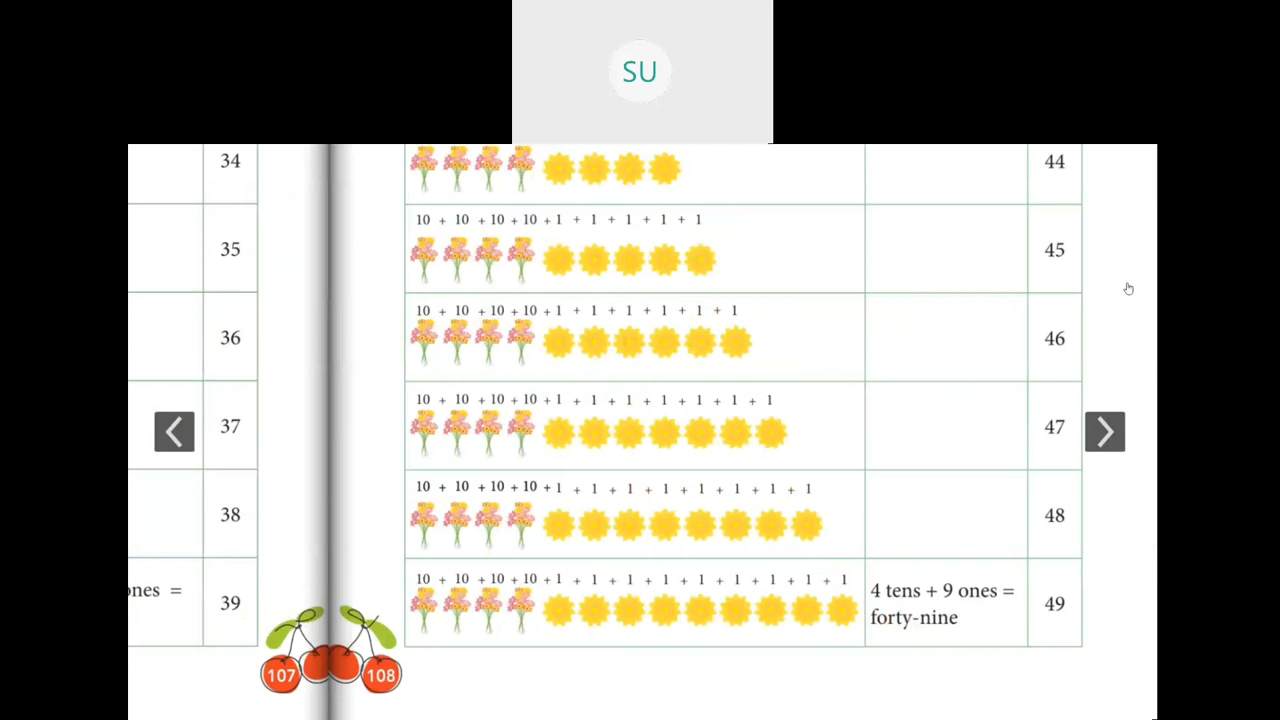 SU
34
35
36
37
38
ones =
39
107
44
10 + 10 + 10 + 10 + 1 + 1 + 1 + 1 + 1
45
10 + 10 + 10 + 10 + 1 + 1 + 1 + 1 + 1 + 1
46
10 + 10 + 10 + 10 + 1 + 1 + 1 + 1 + 1 + 1 + 1
47
10 + 10 + 10 + 10 + 1 + 1 + 1 + 1 + 1 + 1 + 1 + 1
48
10 + 10 + 10 + 10 + 1 + 1 + 1 + 1 + 1 + 1 + 1 + 1 + 1
4 tens + 9 ones =
forty-nine
49
108